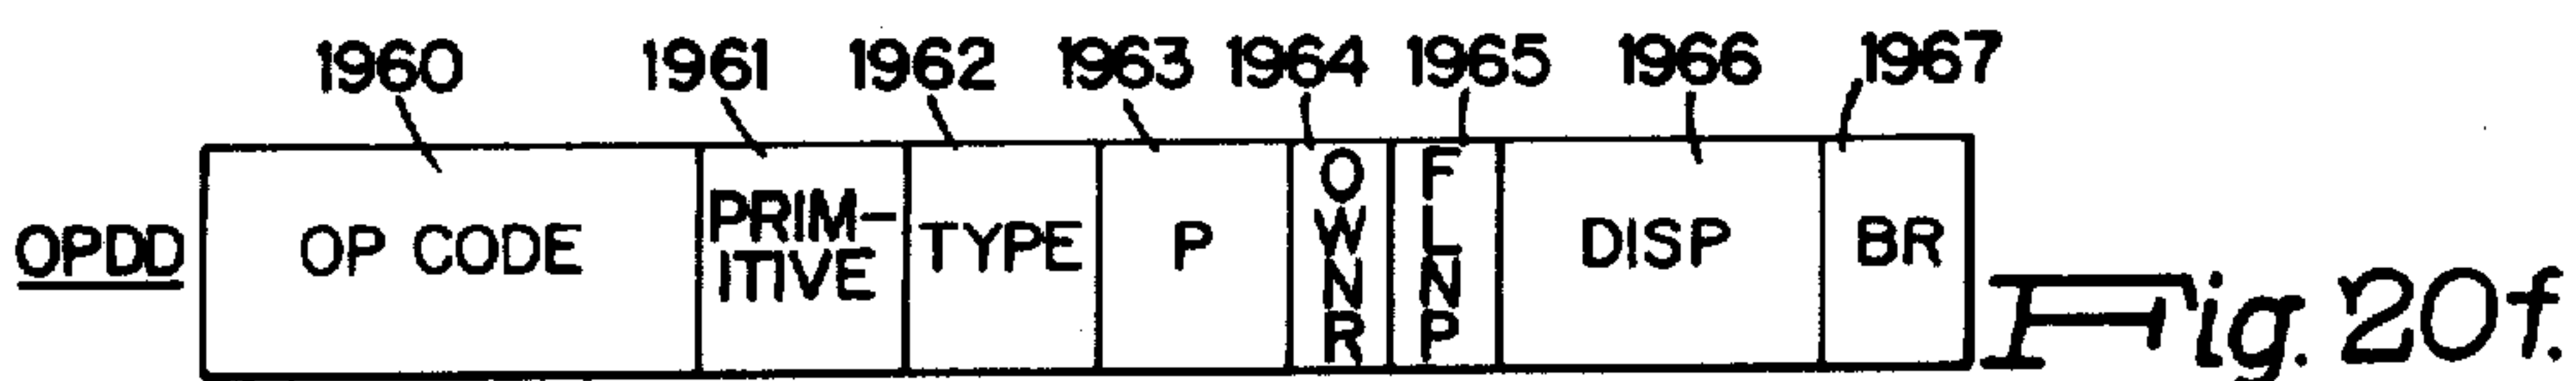 1960 1961 1962 1963 1964 1965 1966 1967
OPDD
OP CODE
PRIM-
ITIVE
TYPE
P
OWNR
FLNP
DISP
BR
Fig. 20f.